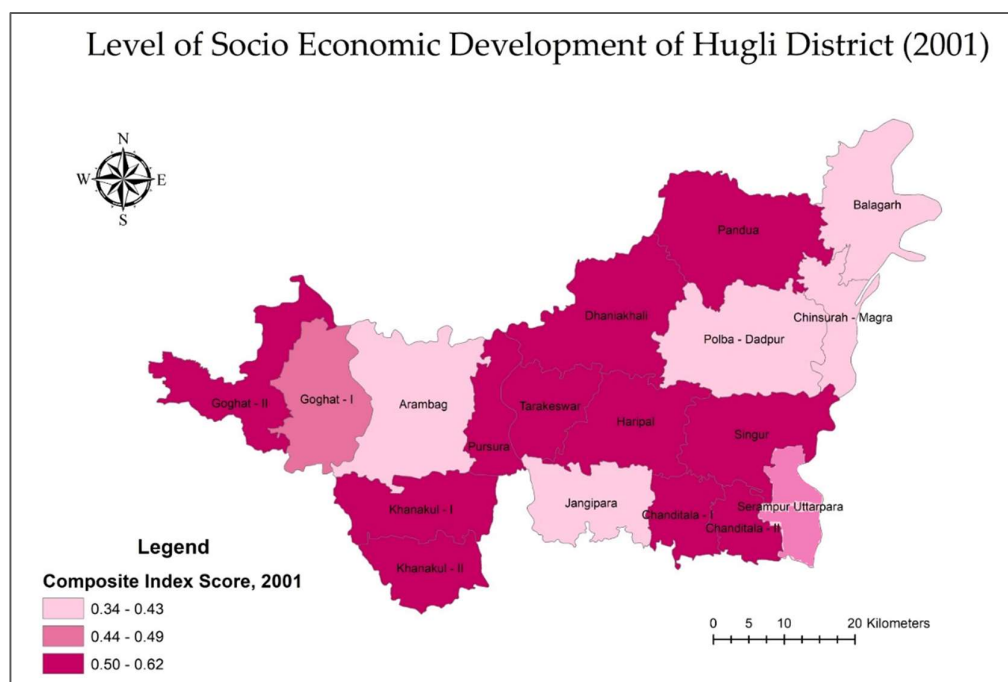 Level of Socio Economic Development of Hugli District (2001)
N
W E
S
Balagarh
Pandua
Dhaniakhali
Chinsurah - Magra
Polba - Dadpur
Goghat - II
Goghat - I
Arambag
Tarakeswar
Haripal
Singur
Pursura
Jangipara
Serampur Uttarpara
Khanakul - I
Chanditala - I
Chanditala - II
Khanakul - II
Legend
Composite Index Score, 2001
0.34 - 0.43
0.44 - 0.49
0.50 - 0.62
0 5 10 20 Kilometers